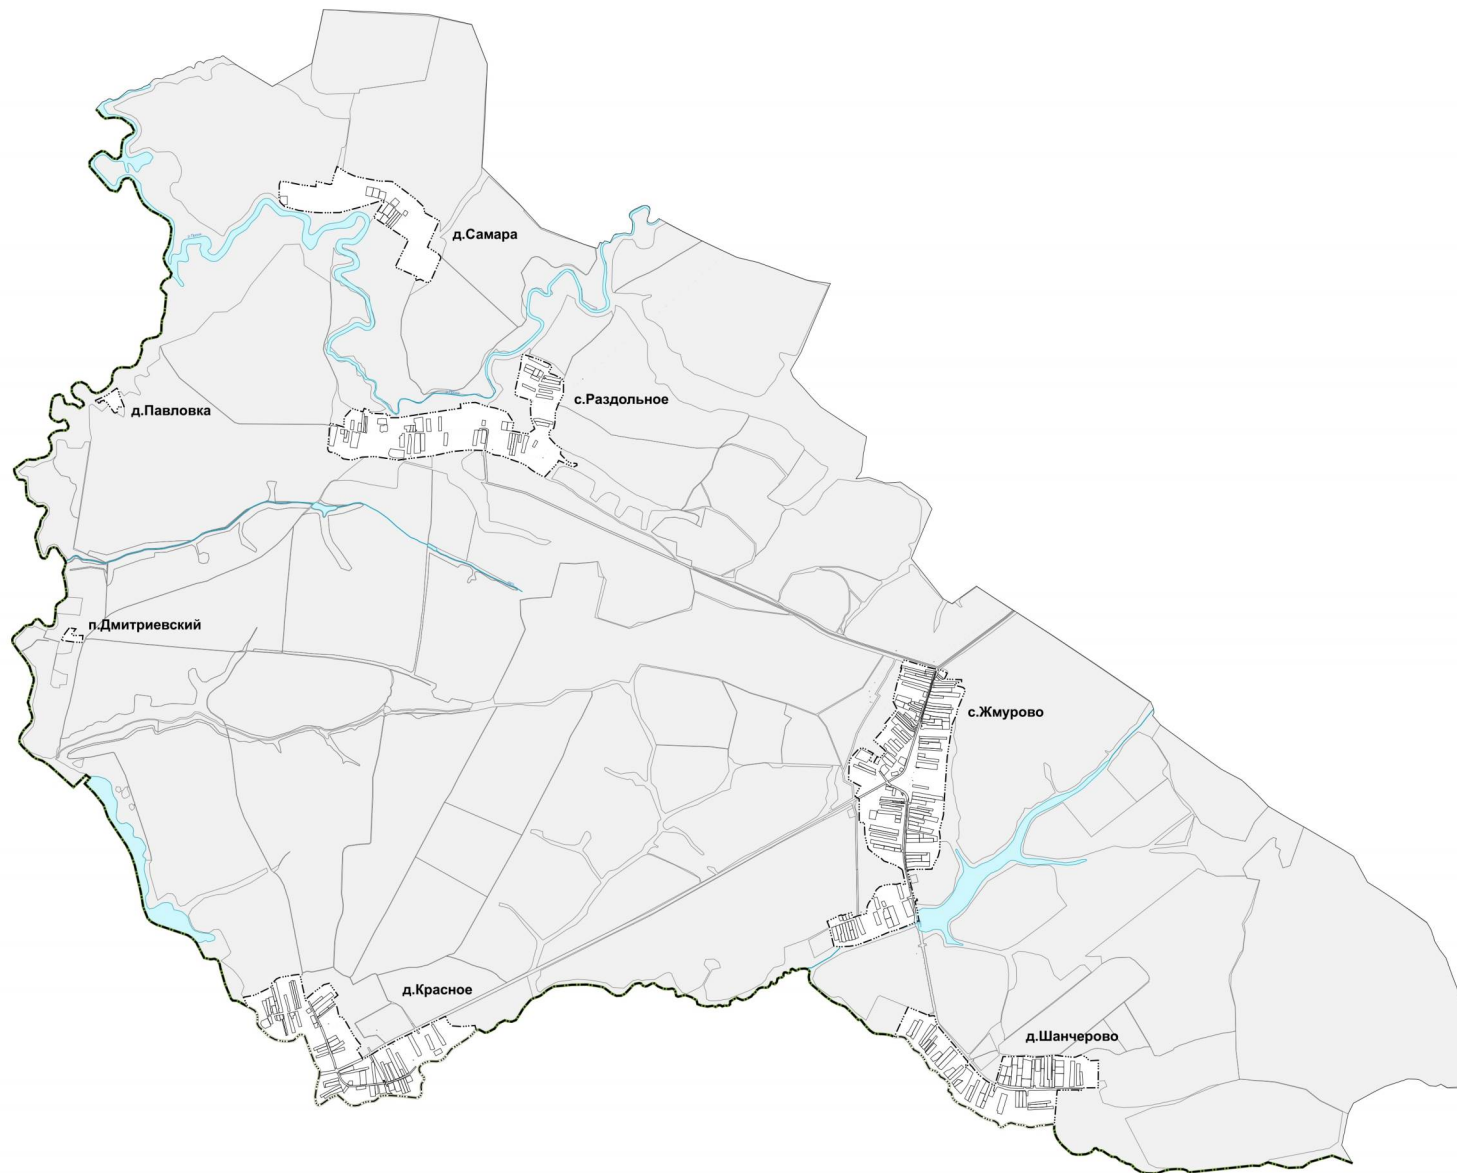 д.Самара
с.Раздольное
д.Павловка
п.Дмитриевский
с.Жмурово
д.Красное
д.Шанчерово